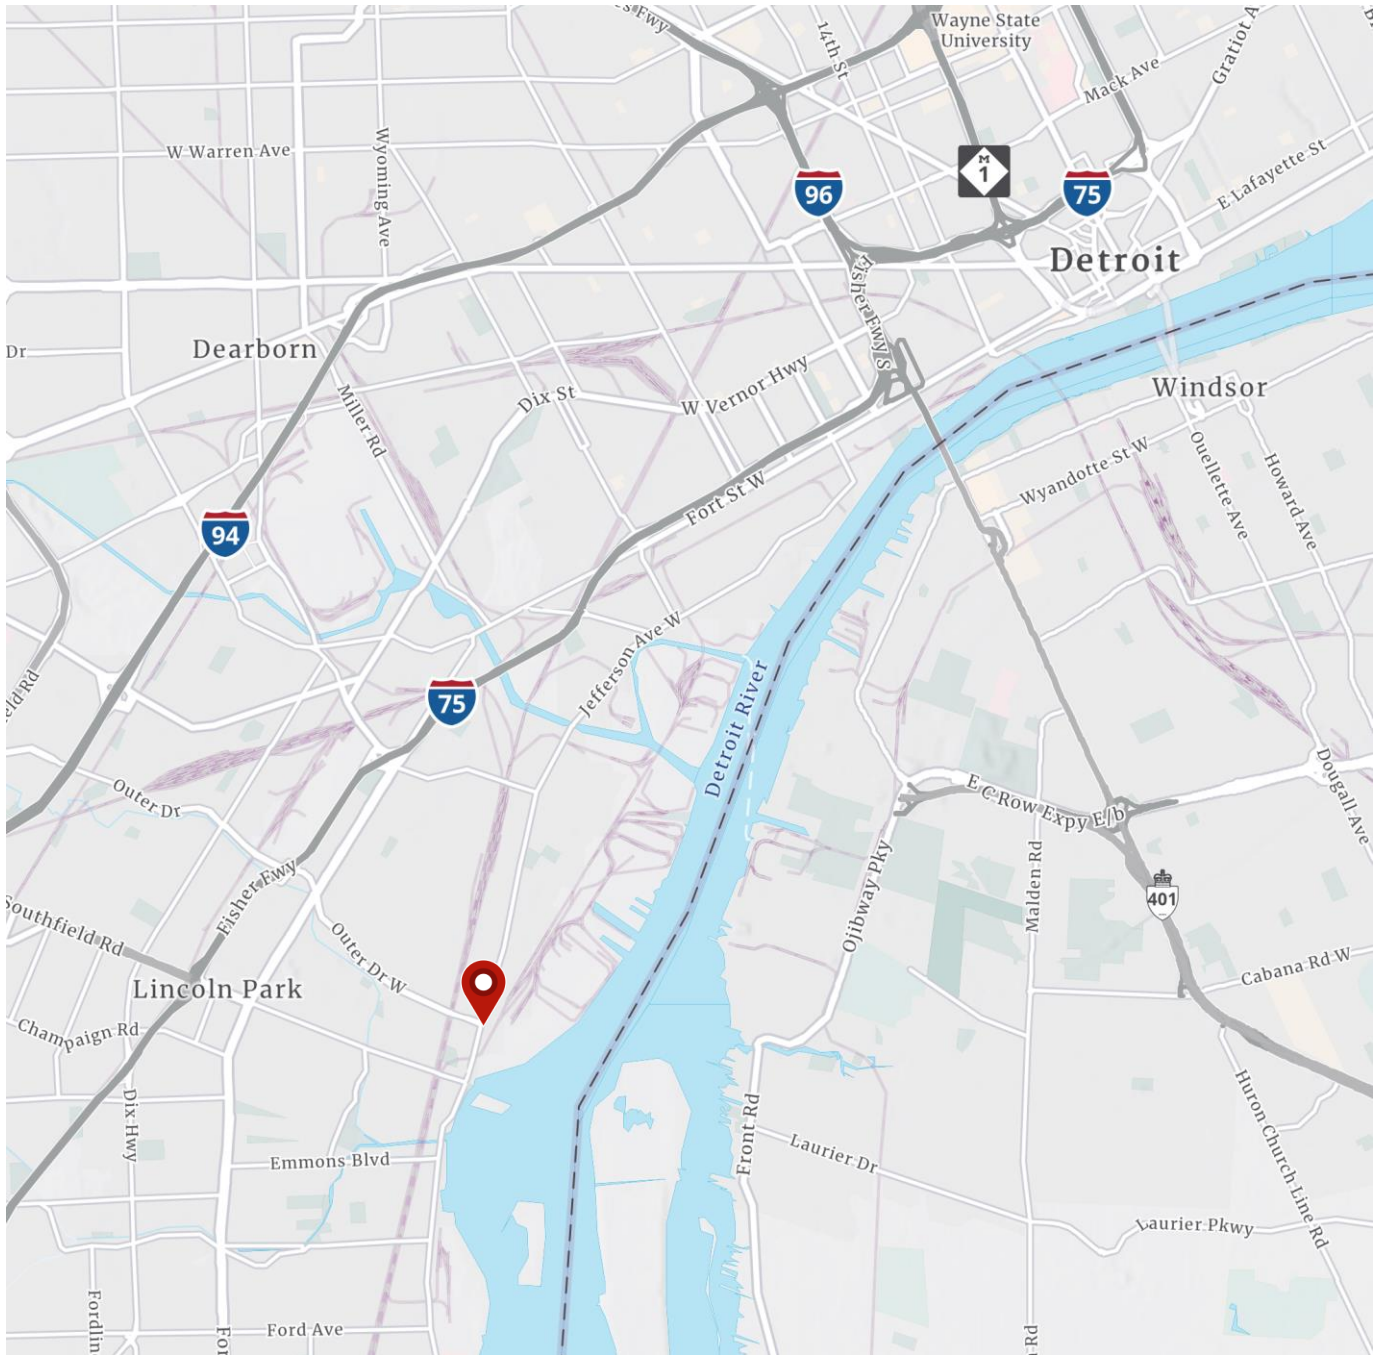 Wayne State
University
14th St
Gratiot A
Mack Ave
W Warren Ave
Wyoming Ave
96
M
1
75
E Lafayette St
Detroit
Fisher Fwy S
Dearborn
Dr
Miller Rd
Dix St
W Vernor Hwy
Windsor
Fort St W
Wyandotte St W
Ouellette Ave
Howard Ave
94
75
Jefferson Ave W
Detroit River
Outer Dr
E C Row Expy E/b
Dougall Ave
Fisher Fwy
Southfield Rd
Outer Dr W
Ojibway Pky
Malden Rd
401
Cabana Rd W
Lincoln Park
Champaign Rd
Dix Hwy
Emmons Blvd
Front Rd
Laurier Dr
Huron Church Line Rd
Laurier Pkwy
Fordlin
For
Ford Ave
Rd